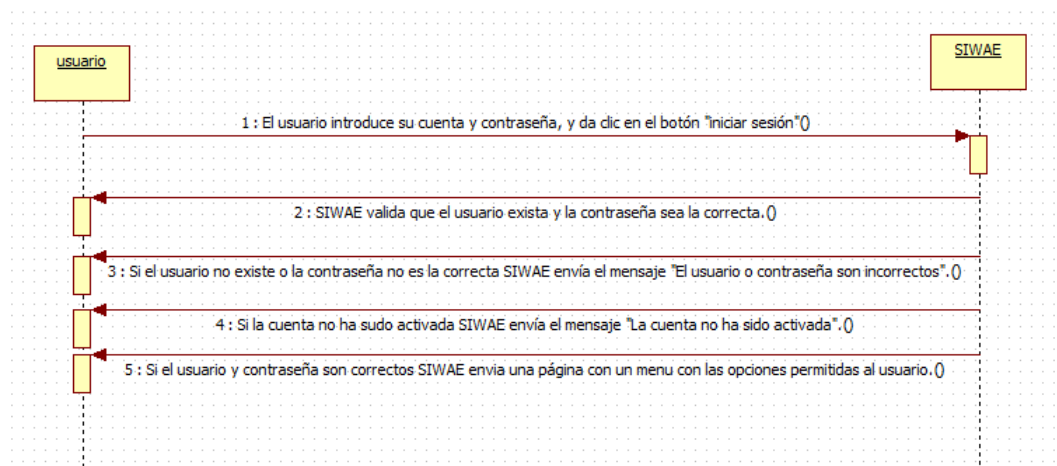 usuario
SIWAE
1 : El usuario introduce su cuenta y contraseña, y da clic en el botón "iniciar sesión"()
2 : SIWAE valida que el usuario exista y la contraseña sea la correcta.()
3 : Si el usuario no existe o la contraseña no es la correcta SIWAE envía el mensaje "El usuario o contraseña son incorrectos".()
4 : Si la cuenta no ha sudo activada SIWAE envía el mensaje "La cuenta no ha sido activada".()
5 : Si el usuario y contraseña son correctos SIWAE envia una página con un menu con las opciones permitidas al usuario.()